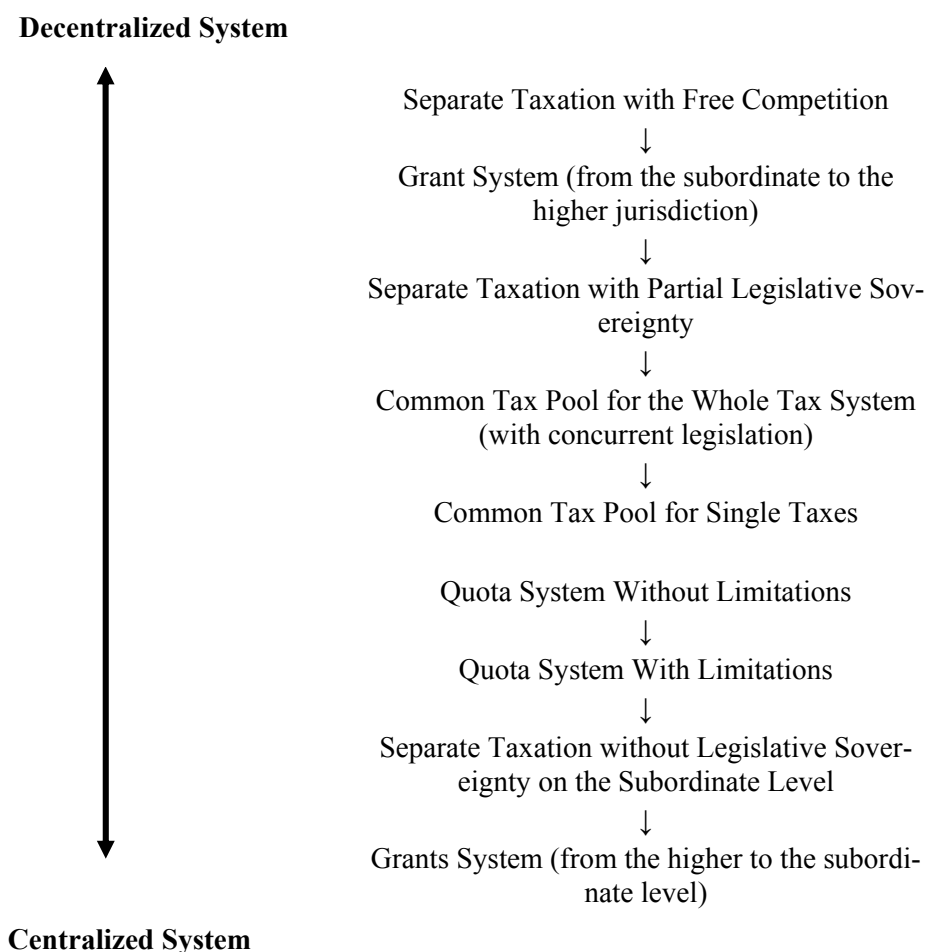 Decentralized System
Separate Taxation with Free Competition
↓
Grant System (from the subordinate to the
higher jurisdiction)
↓
Separate Taxation with Partial Legislative Sov-
ereignty
↓
Common Tax Pool for the Whole Tax System
(with concurrent legislation)
↓
Common Tax Pool for Single Taxes
Quota System Without Limitations
↓
Quota System With Limitations
↓
Separate Taxation without Legislative Sover-
eignty on the Subordinate Level
↓
Grants System (from the higher to the subordi-
nate level)
Centralized System